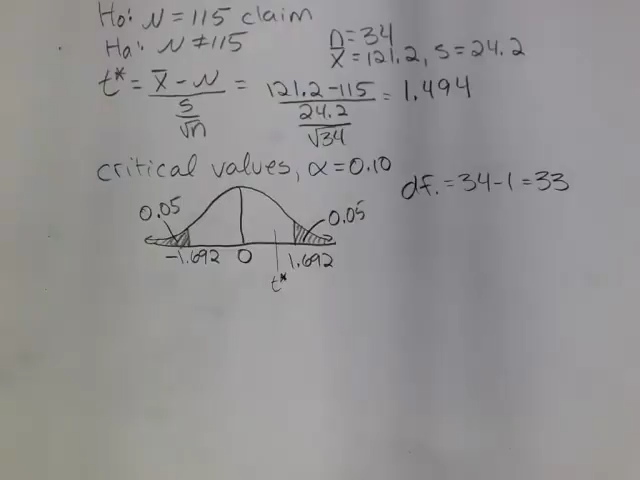 Ho: μ = 115 claim
Ha: μ ≠ 115
n = 34
x̄ = 121.2, s = 24.2
t* = (x̄ - μ) / (s/√n) = (121.2 - 115) / (24.2/√34) = 1.494
critical values, α = 0.10
df. = 34 - 1 = 33
0.05 0.05
-1.692 0 1.692
t*